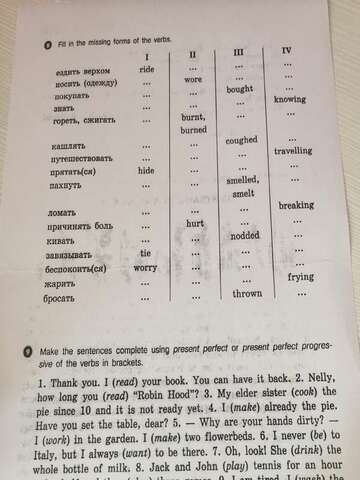 8 Fill in the missing forms of the verbs.
I II III IV
ездить верхом ride ... ... ...
носить (одежду) ... wore ... ...
покупать ... ... bought ...
знать ... ... ... knowing
гореть, сжигать ... burnt, ... ...
burned
кашлять ... ... coughed ...
путешествовать ... ... ... travelling
прятать(ся) hide ... ... ...
пахнуть ... ... smelled, ...
smelt
ломать ... ... ... breaking
причинять боль ... hurt ... ...
кивать ... ... nodded ...
завязывать tie ... ... ...
беспокоить(ся) worry ... ... ...
жарить ... ... ... frying
бросать ... ... thrown ...
9 Make the sentences complete using present perfect or present perfect progres-
sive of the verbs in brackets.
1. Thank you. I (read) your book. You can have it back. 2. Nelly,
how long you (read) "Robin Hood"? 3. My elder sister (cook) the
pie since 10 and it is not ready yet. 4. I (make) already the pie.
Have you set the table, dear? 5. — Why are your hands dirty? —
I (work) in the garden. I (make) two flowerbeds. 6. I never (be) to
Italy, but I always (want) to be there. 7. Oh, look! She (drink) the
whole bottle of milk. 8. Jack and John (play) tennis for an hour
9. I am tired. I (wash) the